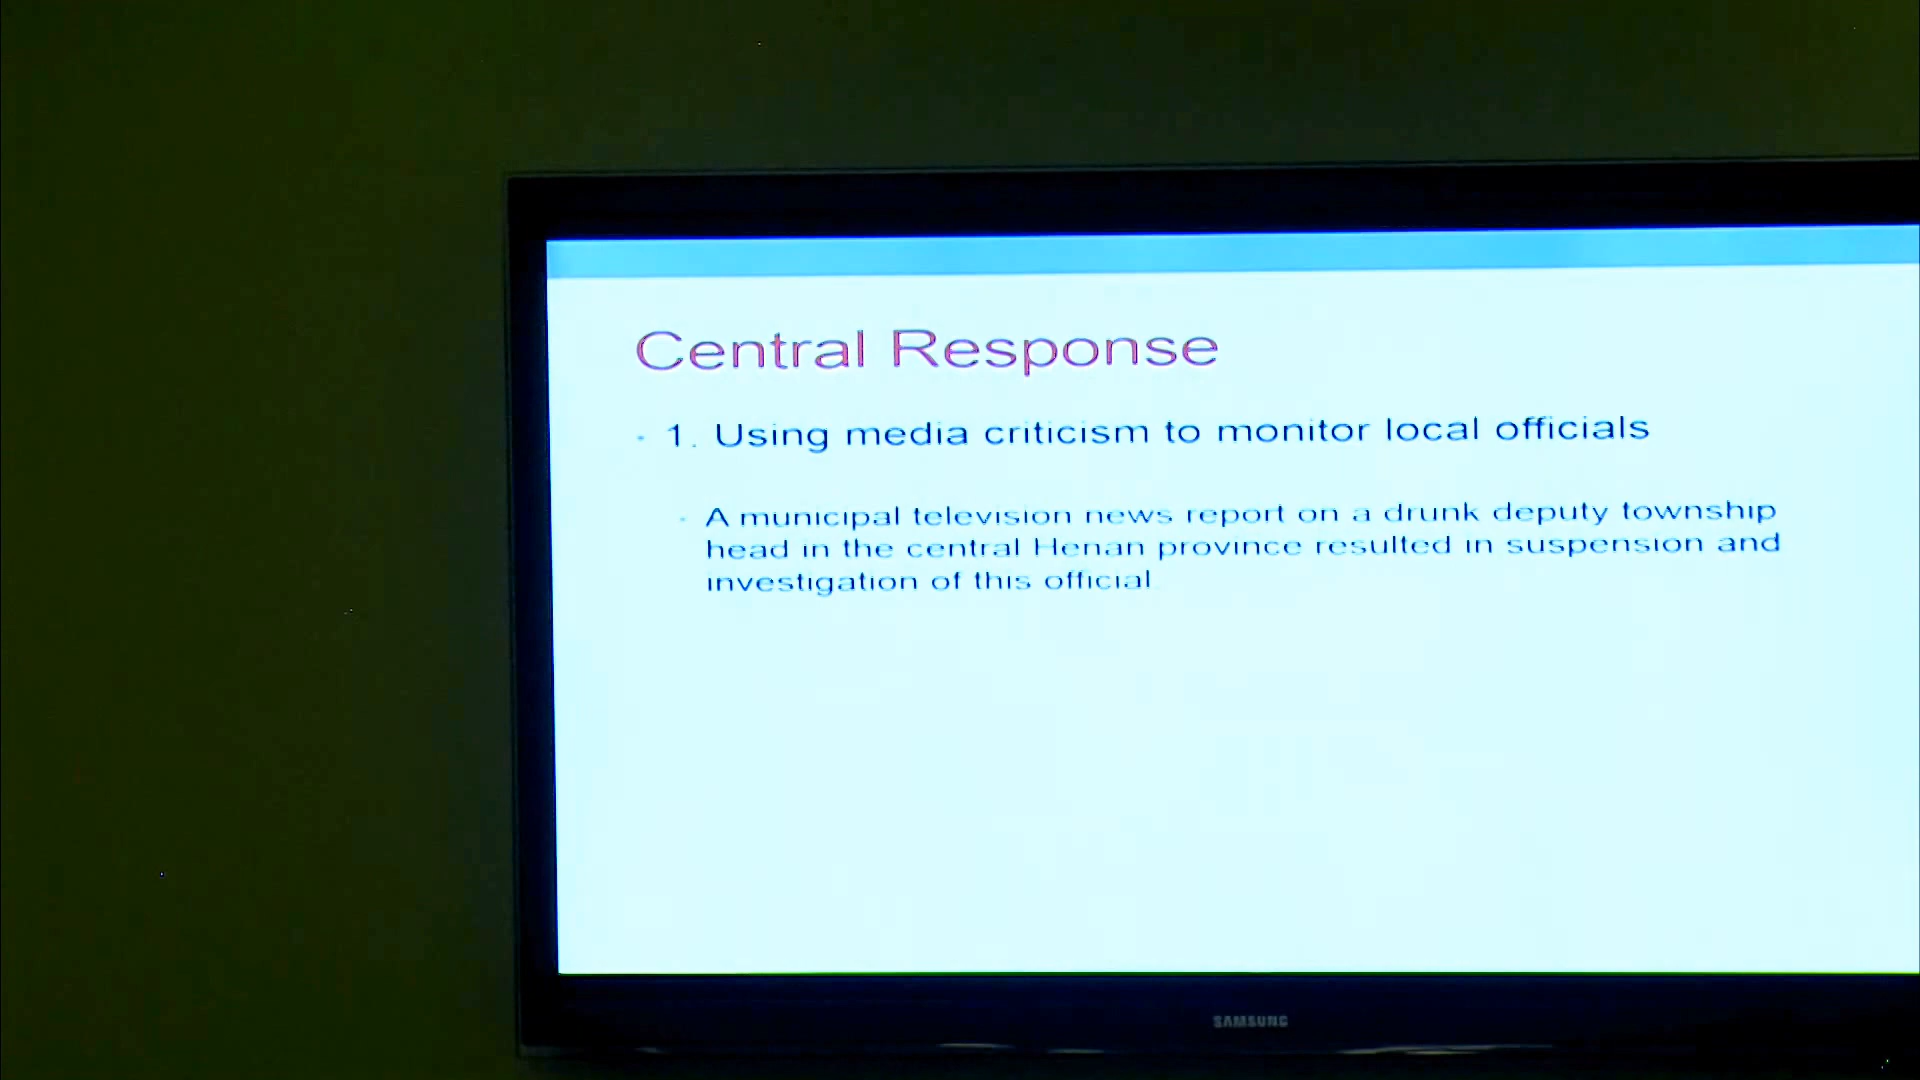 Central Response
1. Using media criticism to monitor local officials
A municipal television news report on a drunk deputy township
head in the central Henan province resulted in suspension and
investigation of this official
SAMSUNG